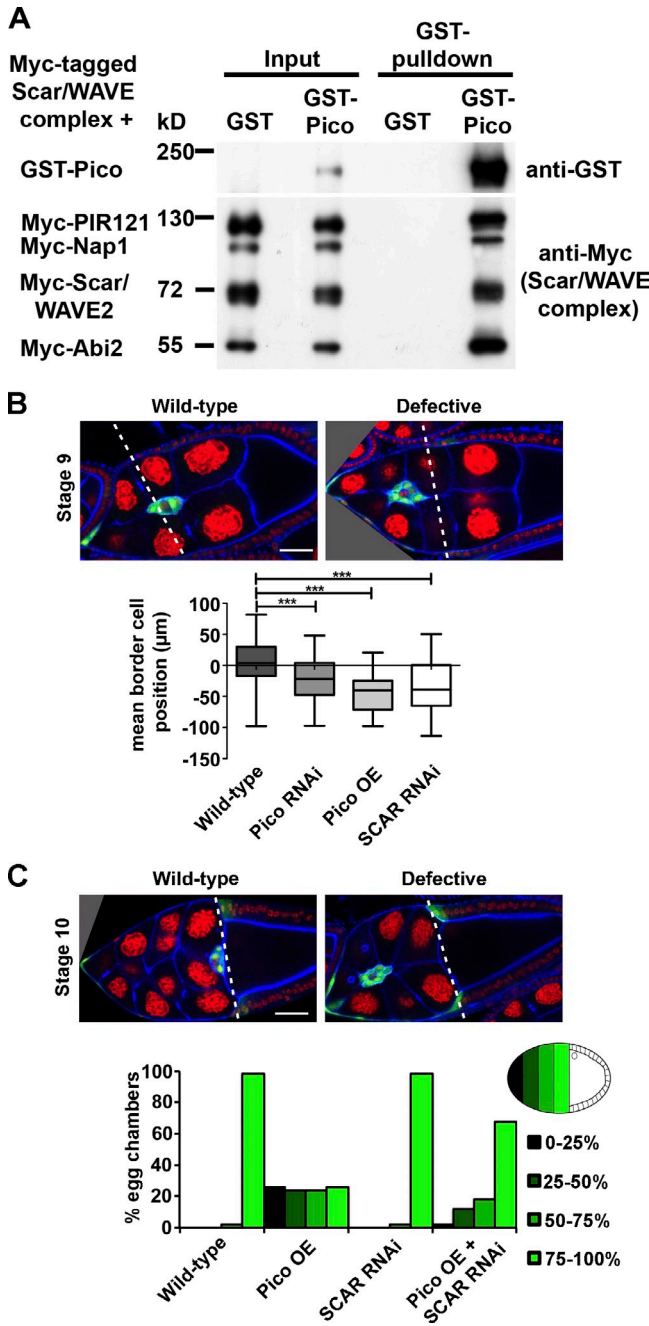 A
Myc-tagged
Scar/WAVE
complex +
kD
Input
GST-
pulldown
GST
GST-
Pico
GST
GST-
Pico
GST-Pico
250
anti-GST
Myc-PIR121
130
Myc-Nap1
Myc-Scar/
WAVE2
72
Myc-Abi2
55
anti-Myc
(Scar/WAVE
complex)
B
Wild-type
Defective
Stage 9
mean border cell
position (µm)
100
50
0
-50
-100
-150
***
***
***
Wild-type
Pico RNAi
Pico OE
SCAR RNAi
C
Wild-type
Defective
Stage 10
% egg chambers
100
80
60
40
20
0
Wild-type
Pico OE
SCAR RNAi
Pico OE +
SCAR RNAi
0-25%
25-50%
50-75%
75-100%